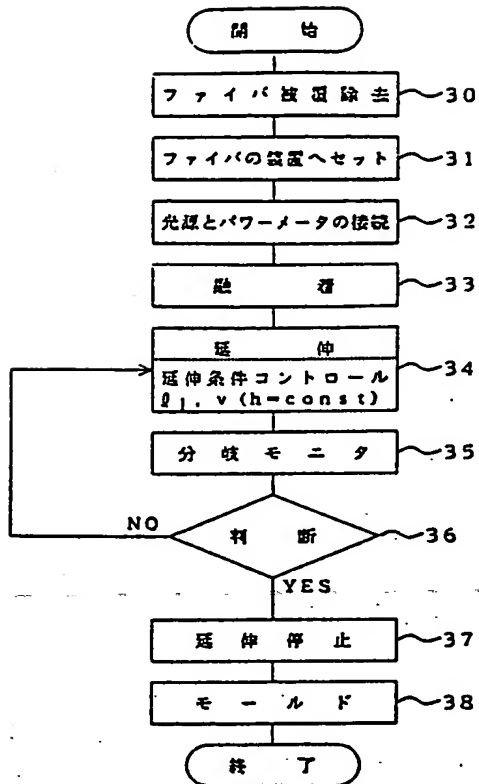 開始
ファイバ被覆除去 30
ファイバの装置へセット 31
光源とパワーメータの接続 32
融着 33
延伸
延伸条件コントロール 34
ℓ1, v (h=const)
分岐モニタ 35
NO
判断 36
YES
延伸停止 37
モールド 38
終了